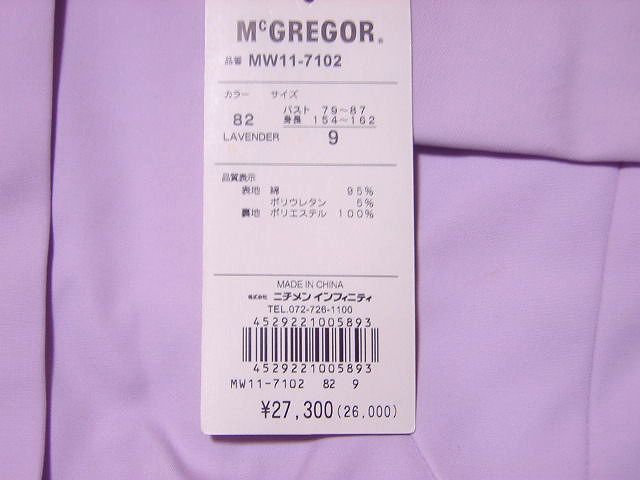 McGREGOR®
品番 MW11-7102
カラー サイズ
82 バスト 79〜87
身長 154〜162
LAVENDER 9
品質表示
表地 綿 95%
ポリウレタン 5%
裏地 ポリエステル 100%
MADE IN CHINA
株式会社 ニチメン インフィニティ
TEL.072-726-1100
4529221005893
4529221005893
MW11-7102 82 9
¥27,300(26,000)